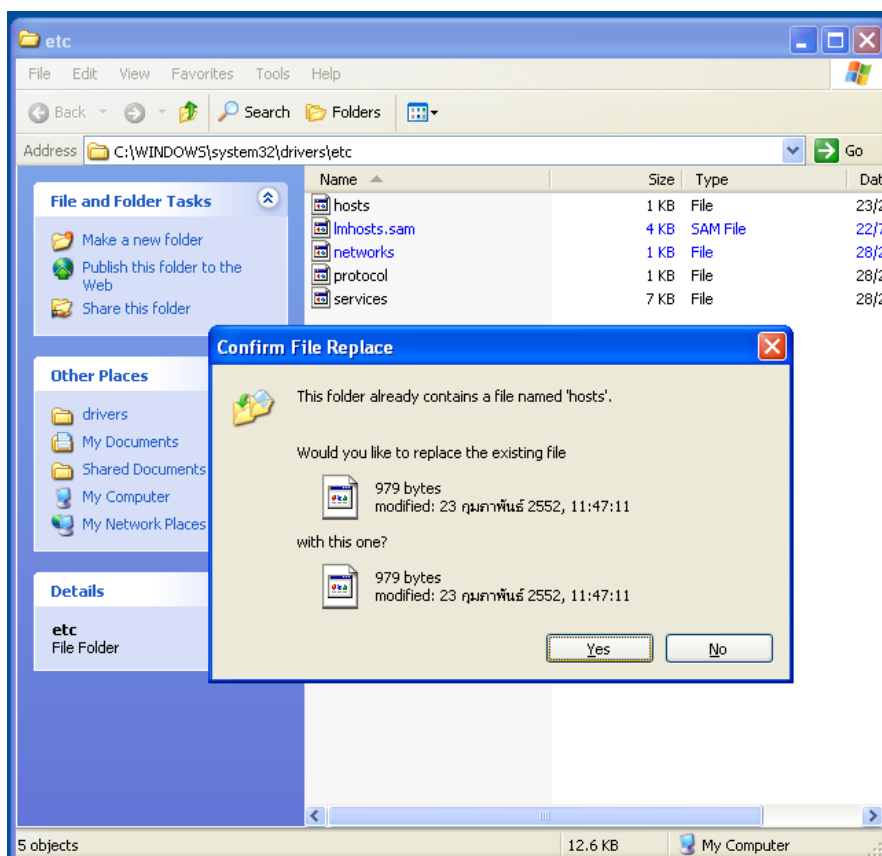 etc
File Edit View Favorites Tools Help
Back Search Folders
Address C:\WINDOWS\system32\drivers\etc Go
File and Folder Tasks
Make a new folder
Publish this folder to the
Web
Share this folder
Other Places
drivers
My Documents
Shared Documents
My Computer
My Network Places
Details
etc
File Folder
Name Size Type
hosts 1 KB File
lmhosts.sam 4 KB SAM File
networks 1 KB File
protocol 1 KB File
services 7 KB File
Confirm File Replace
This folder already contains a file named 'hosts'.
Would you like to replace the existing file
979 bytes
modified: 23 กุมภาพันธ์ 2552, 11:47:11
with this one?
979 bytes
modified: 23 กุมภาพันธ์ 2552, 11:47:11
Yes No
5 objects 12.6 KB My Computer